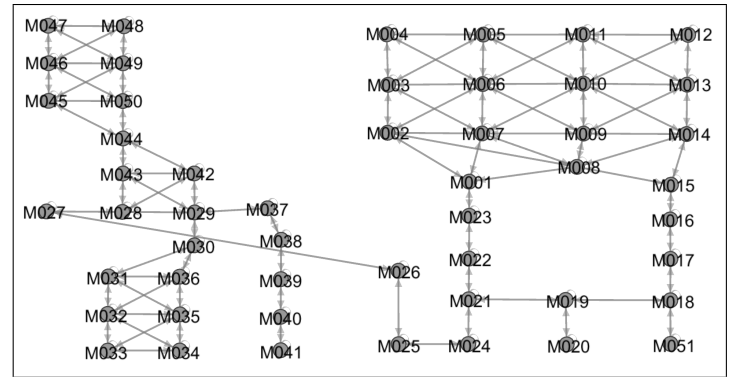 M047 M048
M004 M005 M011 M012
M046 M049
M003 M006 M010 M013
M045 M050
M002 M007 M009 M014
M044
M008
M043 M042
M001 M015
M027 M028 M029 M037
M023 M016
M030 M038
M022 M017
M026
M031 M036 M039
M021 M019 M018
M032 M035 M040
M033 M034 M041
M025 M024 M020 M051